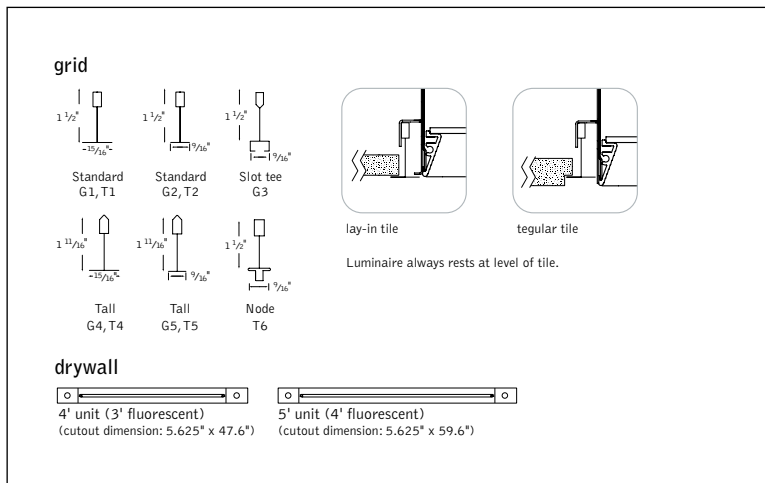 grid
1 1/2"
15/16"
Standard
G1, T1
1 1/2"
9/16"
Standard
G2, T2
1 1/2"
9/16"
Slot tee
G3
1 11/16"
15/16"
Tall
G4, T4
1 11/16"
9/16"
Tall
G5, T5
1 1/2"
9/16"
Node
T6
lay-in tile
tegular tile
Luminaire always rests at level of tile.
drywall
4' unit (3' fluorescent)
(cutout dimension: 5.625" x 47.6")
5' unit (4' fluorescent)
(cutout dimension: 5.625" x 59.6")